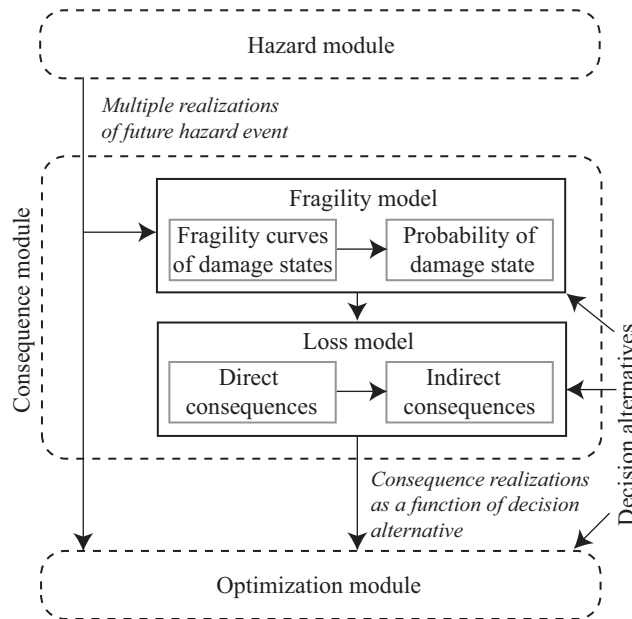 Hazard module
Multiple realizations
of future hazard event
Consequence module
Fragility model
Fragility curves
of damage states
Probability of
damage state
Loss model
Direct
consequences
Indirect
consequences
Decision alternatives
Consequence realizations
as a function of decision
alternative
Optimization module